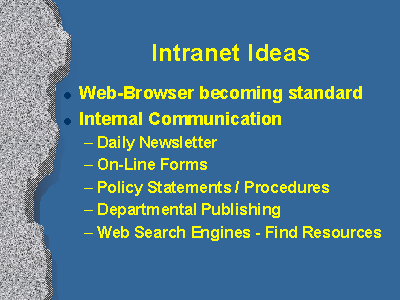 Intranet Ideas
Web-Browser becoming standard
Internal Communication
– Daily Newsletter
– On-Line Forms
– Policy Statements / Procedures
– Departmental Publishing
– Web Search Engines - Find Resources